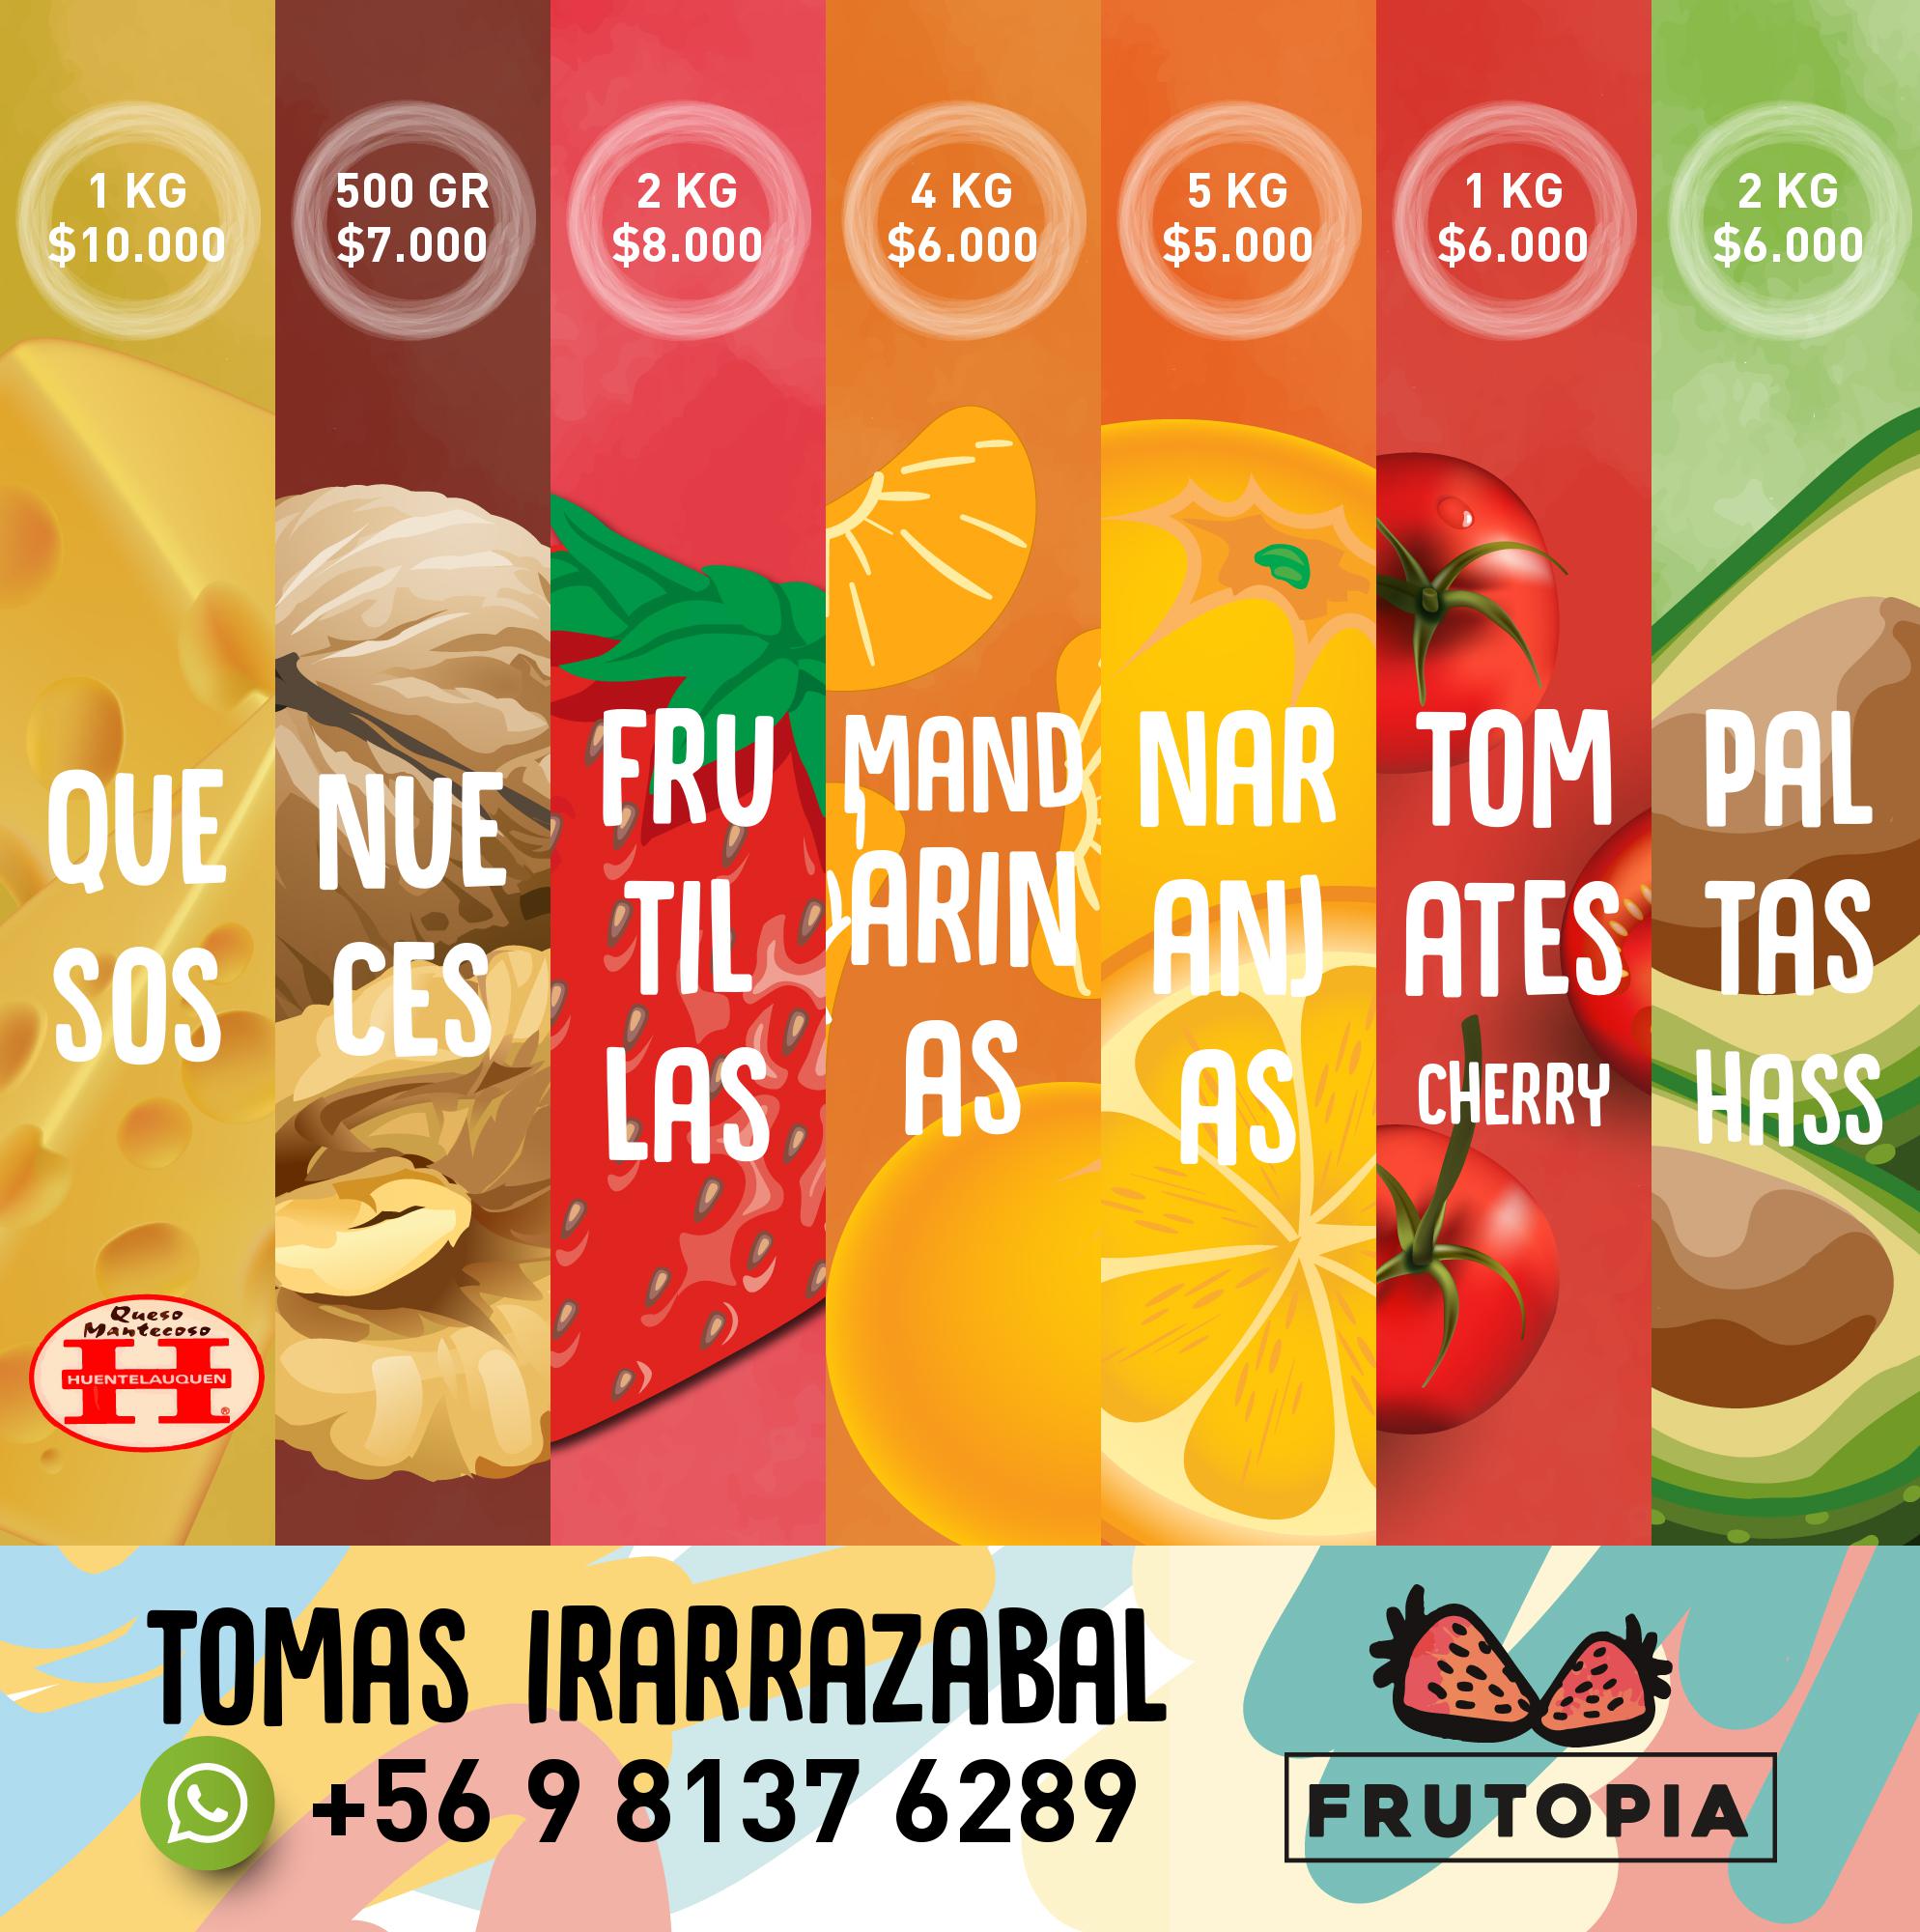 1 KG
$10.000
QUE
SOS
Queso
Mantecoso
H
HUENTELAUQUEN
®
500 GR
$7.000
NUE
CES
2 KG
$8.000
FRU
TIL
LAS
4 KG
$6.000
MAND
ARIN
AS
5 KG
$5.000
NAR
ANJ
AS
1 KG
$6.000
TOM
ATES
CHERRY
2 KG
$6.000
PAL
TAS
HASS
TOMAS IRARRAZABAL
+56 9 8137 6289
FRUTOPIA